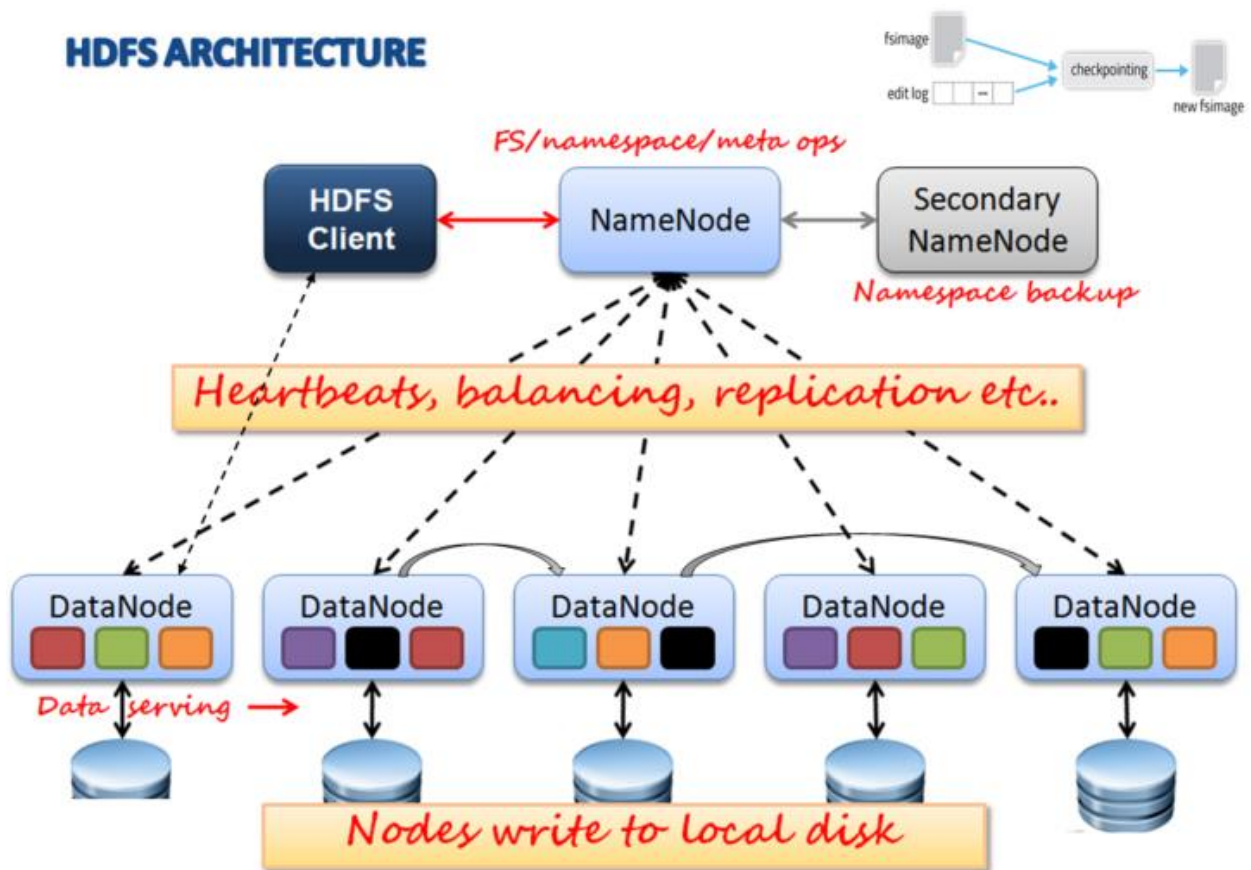 HDFS ARCHITECTURE
fsimage
edit log
checkpointing
new fsimage
FS/namespace/meta ops
HDFS
Client
NameNode
Secondary
NameNode
Namespace backup
Heartbeats, balancing, replication etc..
DataNode
DataNode
DataNode
DataNode
DataNode
Data serving
Nodes write to local disk